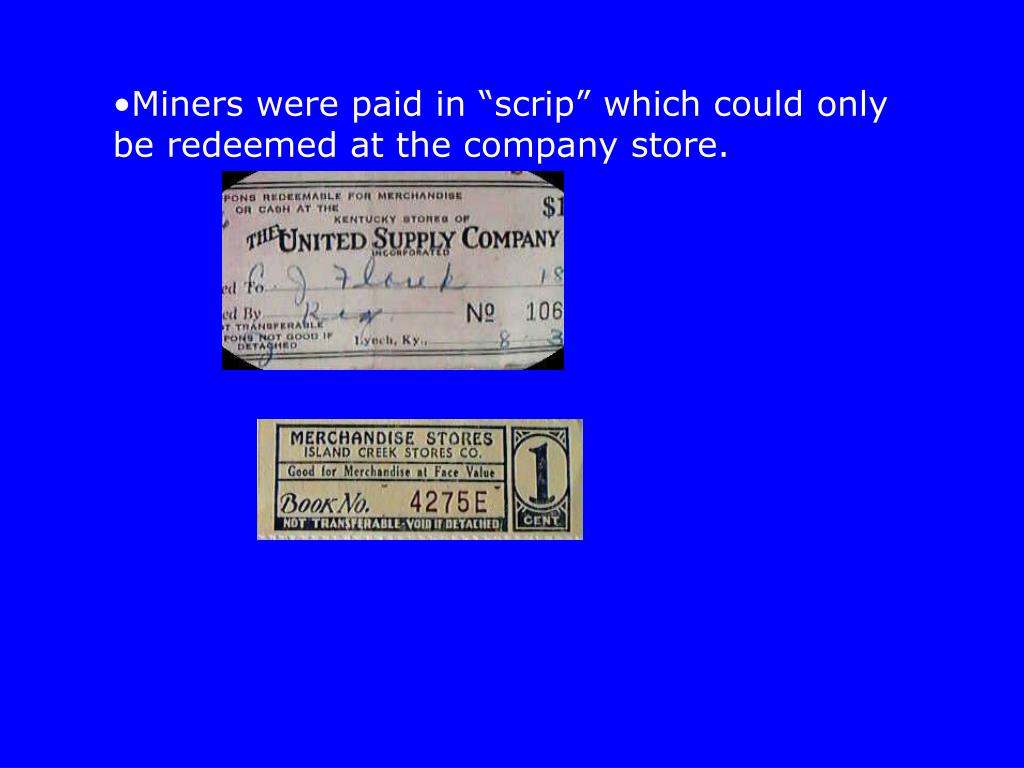 •Miners were paid in “scrip” which could only
be redeemed at the company store.
PONS REDEEMABLE FOR MERCHANDISE
OR CASH AT THE
KENTUCKY STORES OF
$1
THE UNITED SUPPLY COMPANY
INCORPORATED
ed To C. J. 18
ed By Nº 106
T TRANSFERABLE
PONS NOT GOOD IF
DETACHED Lynch, Ky., 8 3
MERCHANDISE STORES
ISLAND CREEK STORES CO.
Good for Merchandise at Face Value
BOOK NO. 4275E
NOT TRANSFERABLE-VOID IF DETACHED
1
CENT